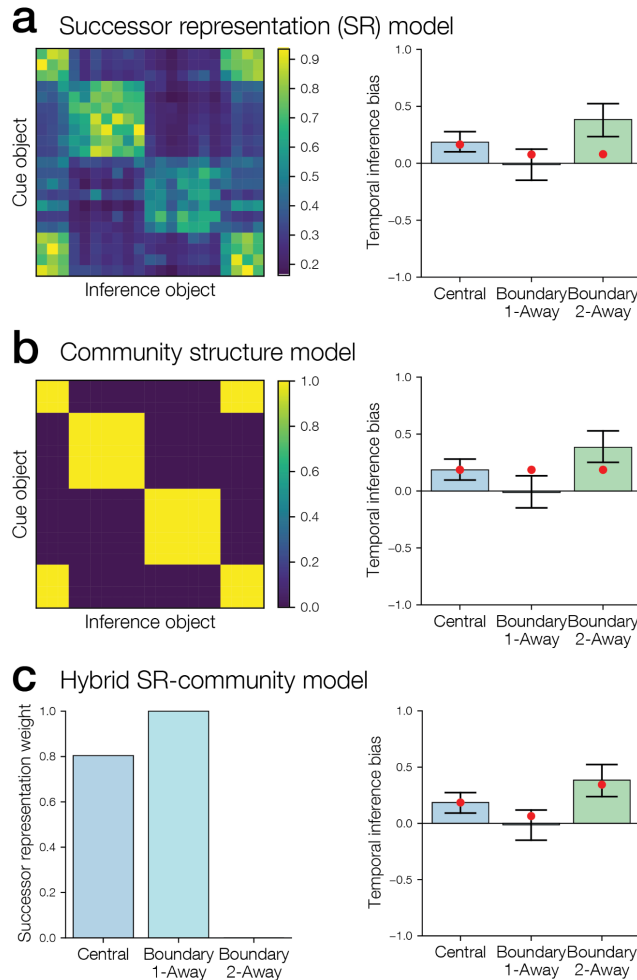 a Successor representation (SR) model
Cue object
Inference object
0.9
0.8
0.7
0.6
0.5
0.4
0.3
0.2
Temporal inference bias
1.0
0.5
0.0
−0.5
−1.0
Central
Boundary
1-Away
Boundary
2-Away
b Community structure model
Cue object
Inference object
1.0
0.8
0.6
0.4
0.2
0.0
Temporal inference bias
1.0
0.5
0.0
−0.5
−1.0
Central
Boundary
1-Away
Boundary
2-Away
c Hybrid SR-community model
Successor representation weight
1.0
0.8
0.6
0.4
0.2
0.0
Central
Boundary
1-Away
Boundary
2-Away
Temporal inference bias
1.0
0.5
0.0
−0.5
−1.0
Central
Boundary
1-Away
Boundary
2-Away